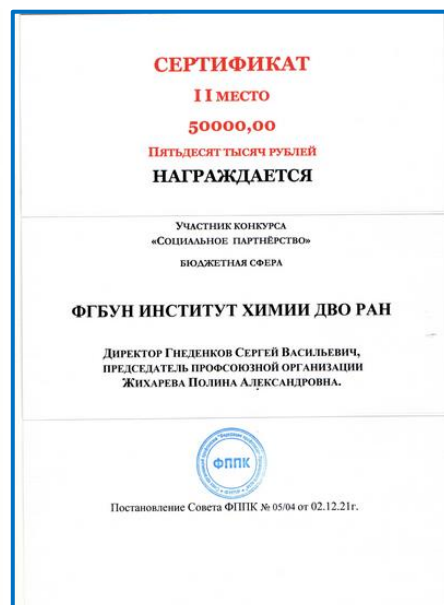 СЕРТИФИКАТ
II МЕСТО
50000,00
ПЯТЬДЕСЯТ ТЫСЯЧ РУБЛЕЙ
НАГРАЖДАЕТСЯ
УЧАСТНИК КОНКУРСА
«СОЦИАЛЬНОЕ ПАРТНЁРСТВО»
БЮДЖЕТНАЯ СФЕРА
ФГБУН ИНСТИТУТ ХИМИИ ДВО РАН
ДИРЕКТОР ГНЕДЕНКОВ СЕРГЕЙ ВАСИЛЬЕВИЧ,
ПРЕДСЕДАТЕЛЬ ПРОФСОЮЗНОЙ ОРГАНИЗАЦИИ
ЖИХАРЕВА ПОЛИНА АЛЕКСАНДРОВНА.
ФППК
Постановление Совета ФППК № 05/04 от 02.12.21г.